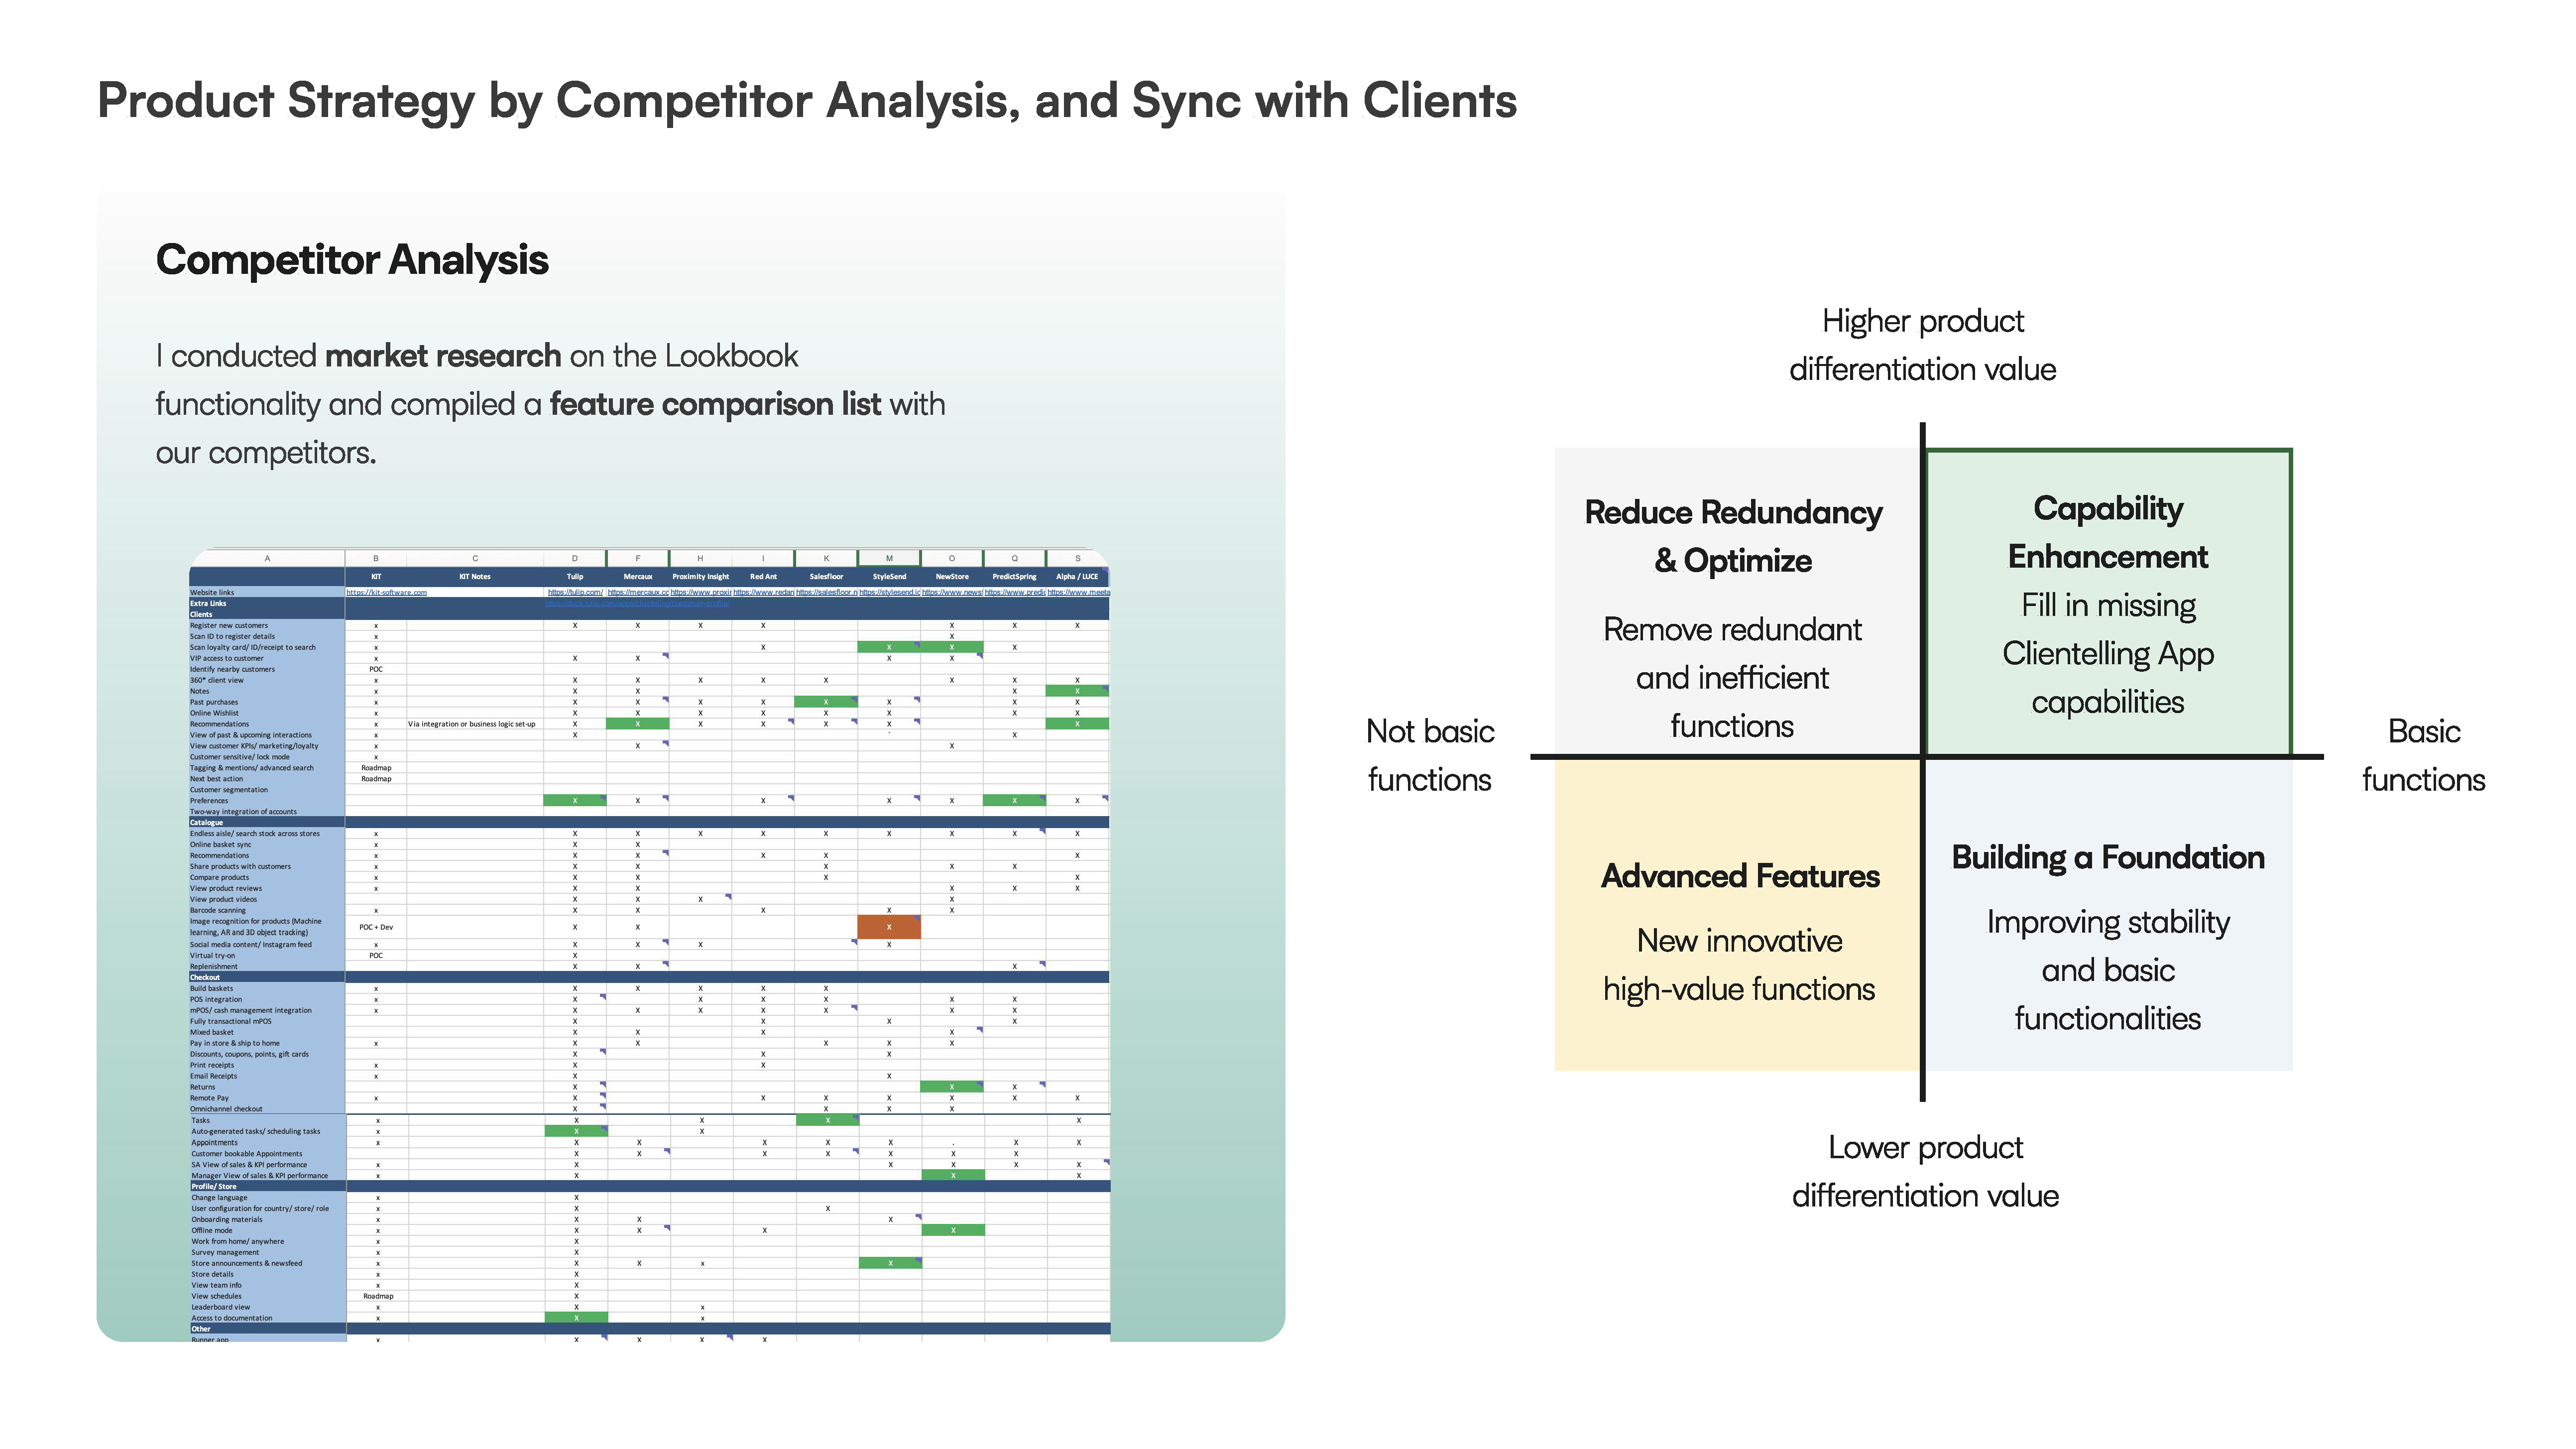 Product Strategy by Competitor Analysis, and Sync with Clients
Competitor Analysis
I conducted market research on the Lookbook
functionality and compiled a feature comparison list with
our competitors.
A B C D F H I K M O Q S
KIT KIT Notes Tulip Mercaux Proximity Insight Red Ant Salesfloor StyleSend NewStore PredictSpring Alpha / LUCE
Website links https://kit-software.com https://tulip.com/ https://mercaux.cc https://www.proxir https://www.redan https://salesfloor.n https://stylesend.ic https://www.news https://www.predic https://www.meeta
Extra Links
Clients
Register new customers x X X X X X X X
Scan ID to register details x X
Scan loyalty card/ ID/receipt to search x X X X X
VIP access to customer x X X X X
Identify nearby customers POC
360* client view x X X X X X X X X
Notes x X X X X
Past purchases x X X X X X X X X
Online Wishlist x X X X X X X X X
Recommendations x Via integration or business logic set-up X X X X X X X
View of past & upcoming interactions x X X
View customer KPIs/ marketing/loyalty x X X
Customer sensitive/ lock mode x
Tagging & mentions/ advanced search Roadmap
Next best action Roadmap
Customer segmentation
Preferences X X X X X X X
Two-way integration of accounts
Catalogue
Endless aisle/ search stock across stores x X X X X X X X X X
Online basket sync x X X
Recommendations x X X X X X
Share products with customers x X X X X X
Compare products x X X X X
View product reviews x X X X X X
View product videos X X X X
Barcode scanning x X X X X X
Image recognition for products (Machine
learning, AR and 3D object tracking) POC + Dev X X X
Social media content/ Instagram feed x X X X X
Virtual try-on POC X
Replenishment X X X
Checkout
Build baskets x X X X X X
POS integration x X X X X X X
mPOS/ cash management integration x X X X X X X X
Fully transactional mPOS X X X X
Mixed basket X X X X
Pay in store & ship to home x X X X X X
Discounts, coupons, points, gift cards X X X
Print receipts x X X
Email Receipts x X X
Returns X X X
Remote Pay x X X X X X X X
Omnichannel checkout X X X X
Tasks x X X X X
Auto-generated tasks/ scheduling tasks x X X
Appointments x X X X X X . X X
Customer bookable Appointments X X X X X X X
SA View of sales & KPI performance x X X X X X
Manager View of sales & KPI performance x X X X
Profile/ Store
Change language x X
User configuration for country/ store/ role x X X
Onboarding materials x X X X
Offline mode x X X X X
Work from home/ anywhere x X
Survey management x X
Store announcements & newsfeed x X X x X
Store details x X
View team info x X
View schedules Roadmap X
Leaderboard view x X x
Access to documentation x X x
Other
Runner app x X X X X
Higher product
differentiation value
Reduce Redundancy
& Optimize
Remove redundant
and inefficient
functions
Capability
Enhancement
Fill in missing
Clientelling App
capabilities
Not basic
functions
Basic
functions
Advanced Features
New innovative
high-value functions
Building a Foundation
Improving stability
and basic
functionalities
Lower product
differentiation value